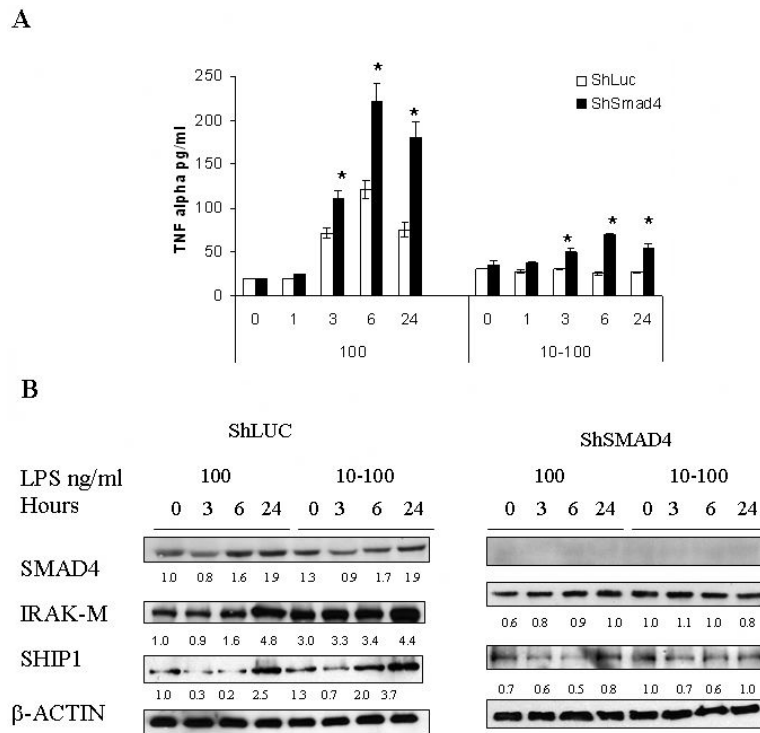 A
250
200
150
100
50
0
TNF alpha pg/ml
* * * * * *
ShLuc
ShSmad4
0 1 3 6 24 0 1 3 6 24
100 10-100
B
ShLUC ShSMAD4
LPS ng/ml 100 10-100 100 10-100
Hours 0 3 6 24 0 3 6 24 0 3 6 24 0 3 6 24
SMAD4
1.0 0.8 1.6 1.9 1.3 0.9 1.7 1.9
IRAK-M
1.0 0.9 1.6 4.8 3.0 3.3 3.4 4.4 0.6 0.8 0.9 1.0 1.0 1.1 1.0 0.8
SHIP1
1.0 0.3 0.2 2.5 1.3 0.7 2.0 3.7 0.7 0.6 0.5 0.8 1.0 0.7 0.6 1.0
β-ACTIN